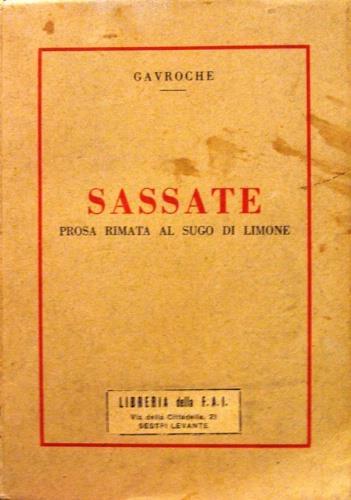 GAVROCHE
SASSATE
PROSA RIMATA AL SUGO DI LIMONE
LIBRERIA della F.A.I.
Via della Cittadella, 21
SESTRI LEVANTE